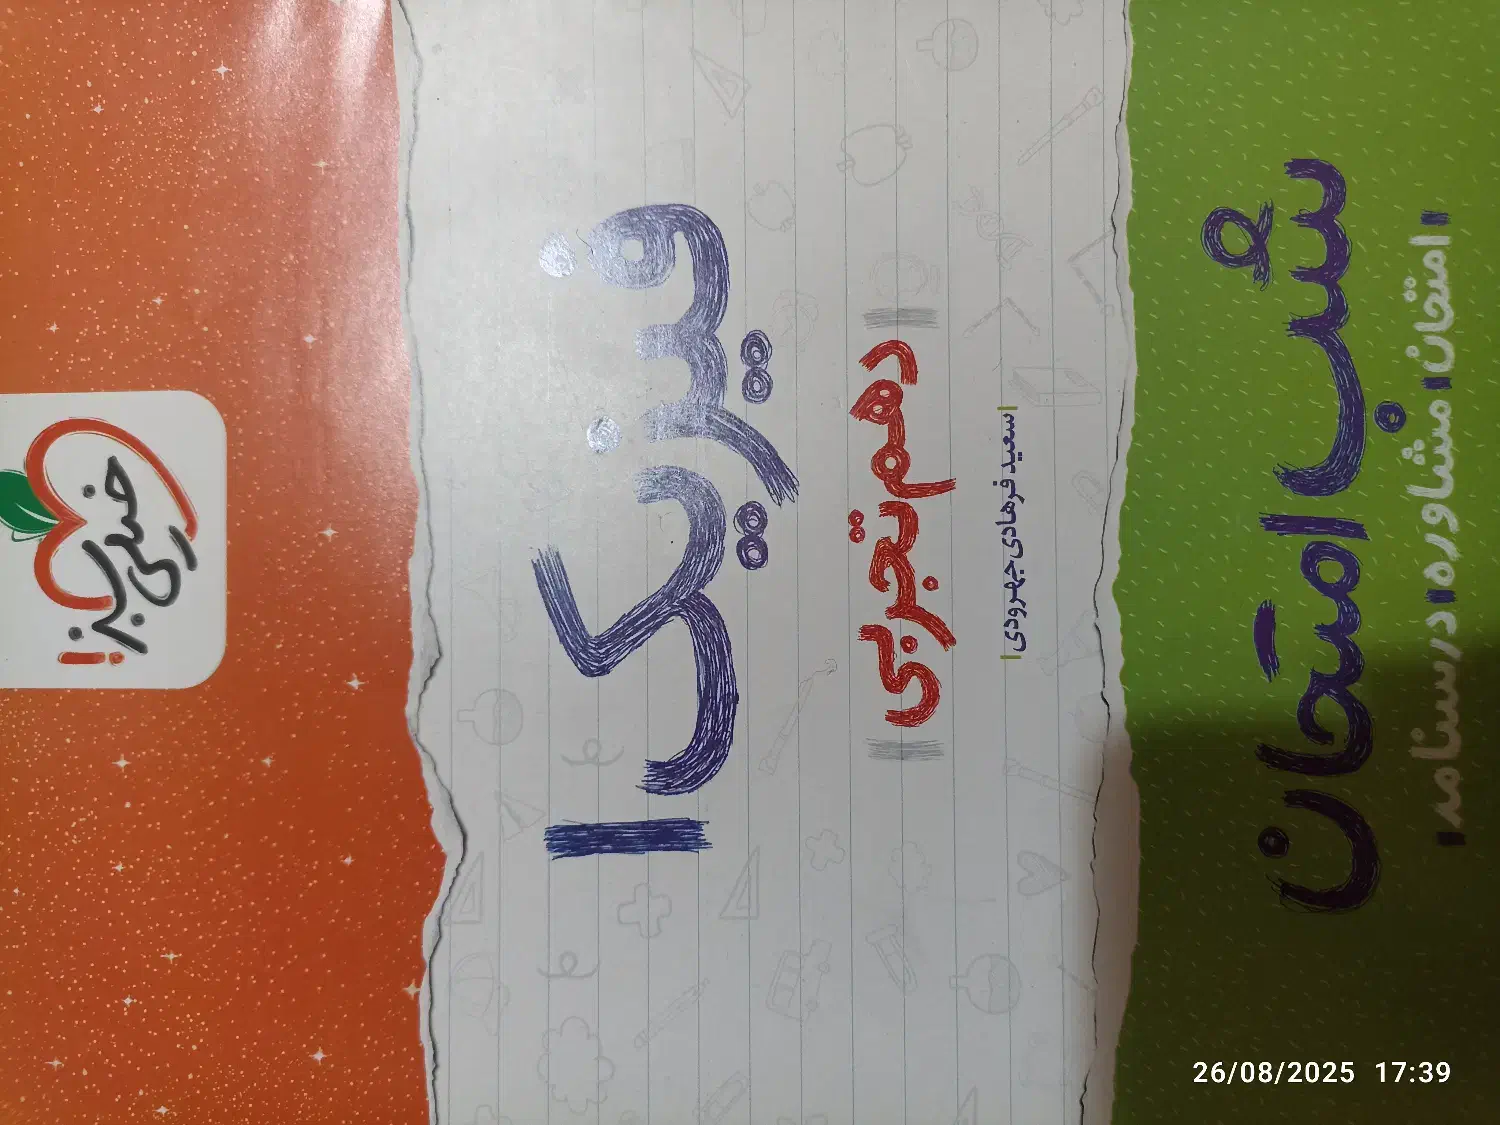 شب امتحان
امتحان، مشاوره، درسنامه
فیزیک ۱
دهم تجربی
سعید فرهادی جهرودی
خیلی سبز!
26/08/2025 17:39